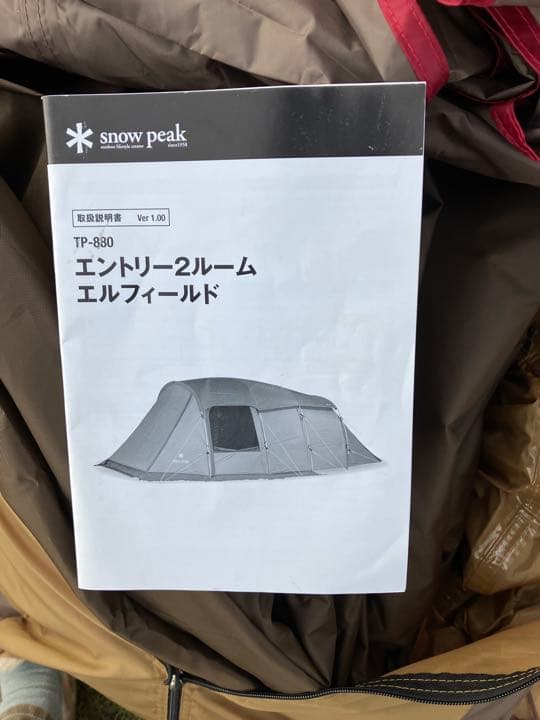 snow peak
outdoor lifestyle creator since1958
取扱説明書 Ver 1.00
TP-880
エントリー2ルーム
エルフィールド